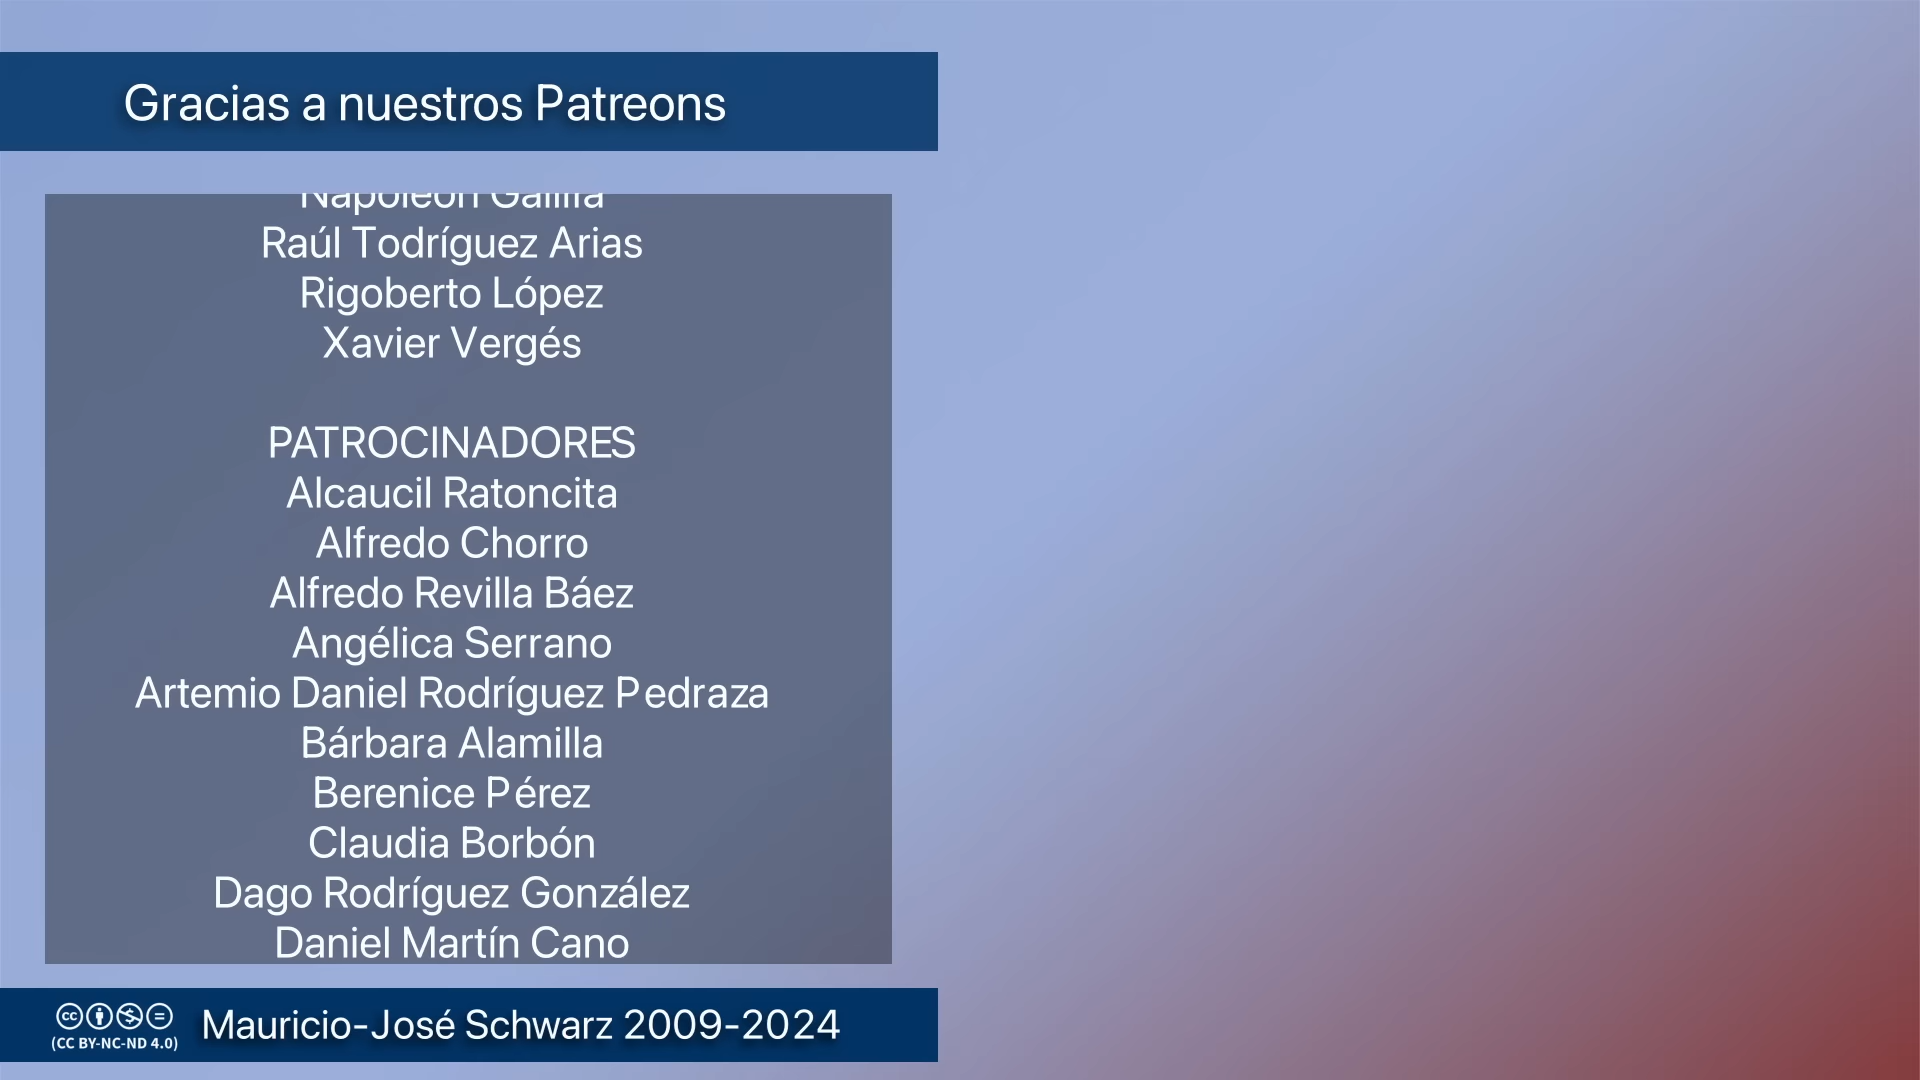 Gracias a nuestros Patreons
Napoleón
Raúl Todríguez Arias
Rigoberto López
Xavier Vergés
PATROCINADORES
Alcaucil Ratoncita
Alfredo Chorro
Alfredo Revilla Báez
Angélica Serrano
Artemio Daniel Rodríguez Pedraza
Bárbara Alamilla
Berenice Pérez
Claudia Borbón
Dago Rodríguez González
Daniel Martín Cano
cc
(CC BY-NC-ND 4.0)
Mauricio-José Schwarz 2009-2024